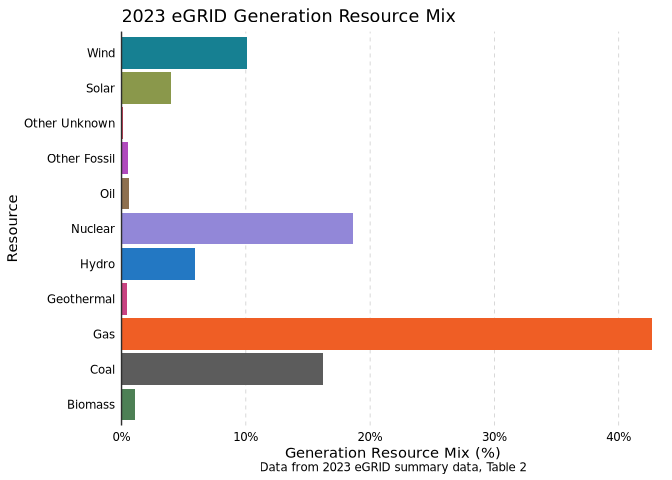 2023 eGRID Generation Resource Mix
Wind
Solar
Other Unknown
Other Fossil
Oil
Nuclear
Hydro
Geothermal
Gas
Coal
Biomass
Resource
0% 10% 20% 30% 40%
Generation Resource Mix (%)
Data from 2023 eGRID summary data, Table 2